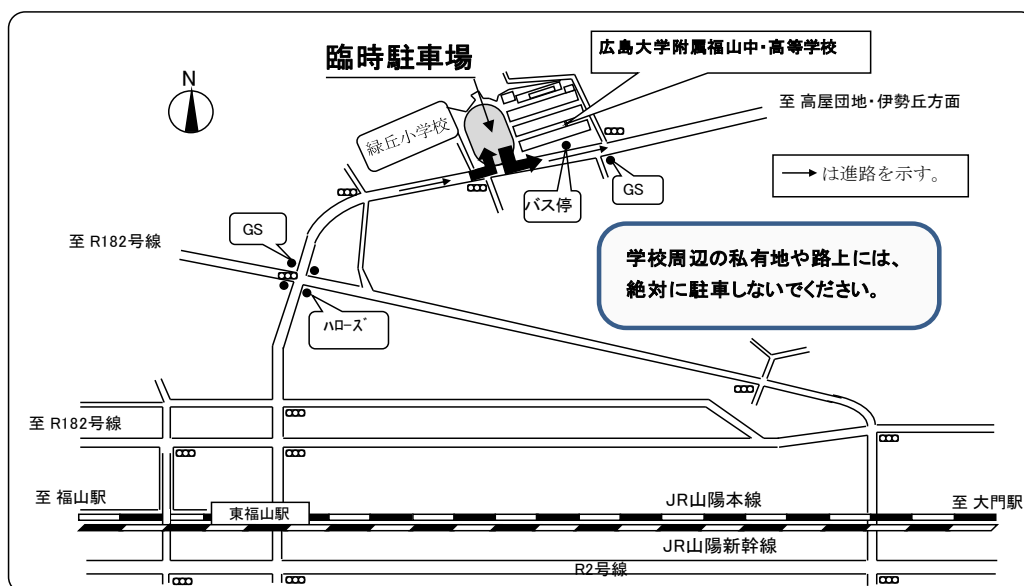 広島大学附属福山中・高等学校
臨時駐車場
N
至 高屋団地・伊勢丘方面
緑丘小学校
→ は進路を示す。
GS
バス停
GS
至 R182号線
学校周辺の私有地や路上には、
絶対に駐車しないでください。
ハローズ
至 R182号線
至 福山駅
JR山陽本線
至 大門駅
東福山駅
JR山陽新幹線
R2号線